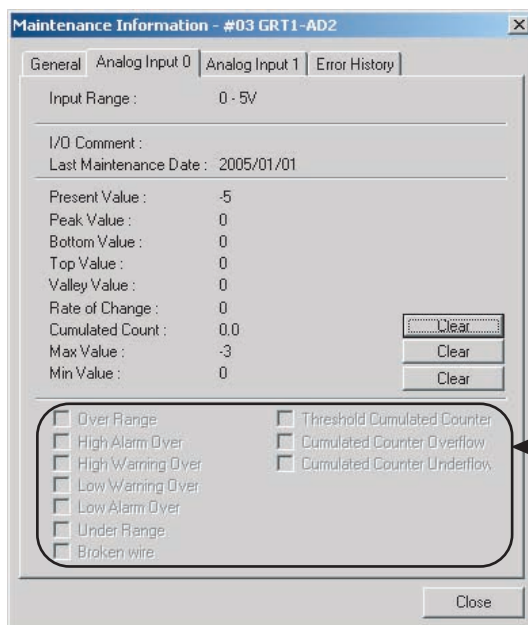 Maintenance Information - #03 GRT1-AD2
General Analog Input 0 Analog Input 1 Error History
Input Range : 0 - 5V
I/O Comment :
Last Maintenance Date : 2005/01/01
Present Value : -5
Peak Value : 0
Bottom Value : 0
Top Value : 0
Valley Value : 0
Rate of Change : 0
Cumulated Count : 0.0 Clear
Max Value : -3 Clear
Min Value : 0 Clear
Over Range Threshold Cumulated Counter
High Alarm Over Cumulated Counter Overflow
High Warning Over Cumulated Counter Underflow
Low Warning Over
Low Alarm Over
Under Range
Broken wire
Close